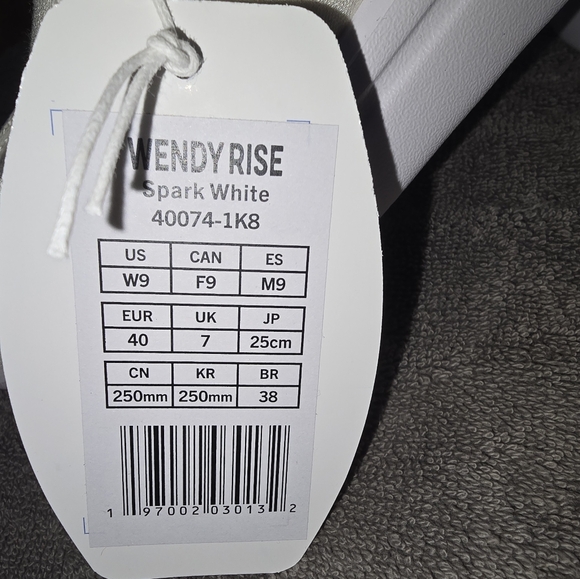 WENDY RISE
Spark White
40074-1K8
US CAN ES
W9 F9 M9
EUR UK JP
40 7 25cm
CN KR BR
250mm 250mm 38
1 97002 03013 2